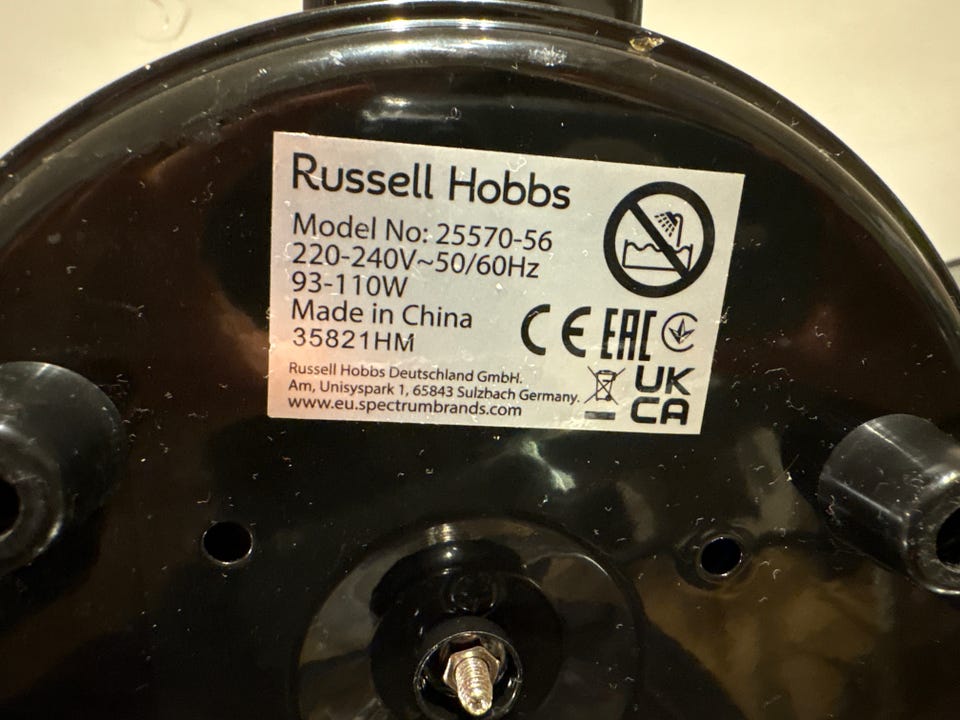 Russell Hobbs
Model No: 25570-56
220-240V~50/60Hz
93-110W
Made in China
35821HM
CE EAC
Russell Hobbs Deutschland GmbH.
Am, Unisyspark 1, 65843 Sulzbach Germany.
www.eu.spectrumbrands.com
UK
CA